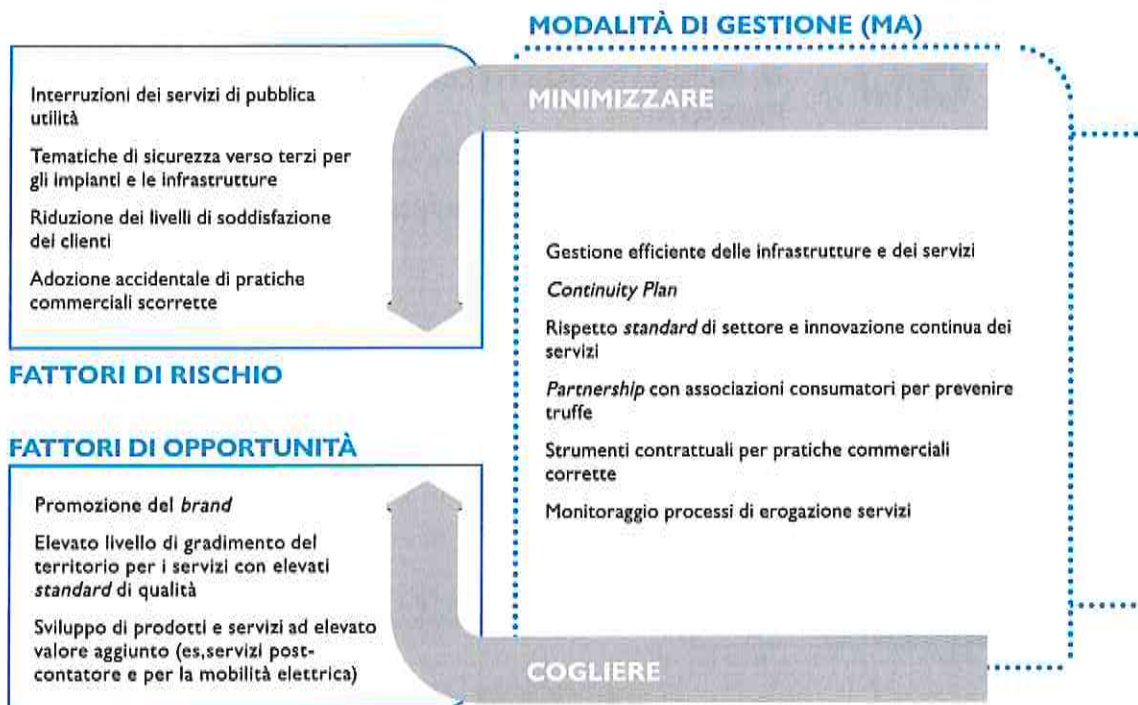 MODALITÀ DI GESTIONE (MA)
Interruzioni dei servizi di pubblica
utilità
Tematiche di sicurezza verso terzi per
gli impianti e le infrastrutture
Riduzione dei livelli di soddisfazione
dei clienti
Adozione accidentale di pratiche
commerciali scorrette
FATTORI DI RISCHIO
FATTORI DI OPPORTUNITÀ
Promozione del brand
Elevato livello di gradimento del
territorio per i servizi con elevati
standard di qualità
Sviluppo di prodotti e servizi ad elevato
valore aggiunto (es,servizi post-
contatore e per la mobilità elettrica)
MINIMIZZARE
Gestione efficiente delle infrastrutture e dei servizi
Continuity Plan
Rispetto standard di settore e innovazione continua dei
servizi
Partnership con associazioni consumatori per prevenire
truffe
Strumenti contrattuali per pratiche commerciali
corrette
Monitoraggio processi di erogazione servizi
COGLIERE